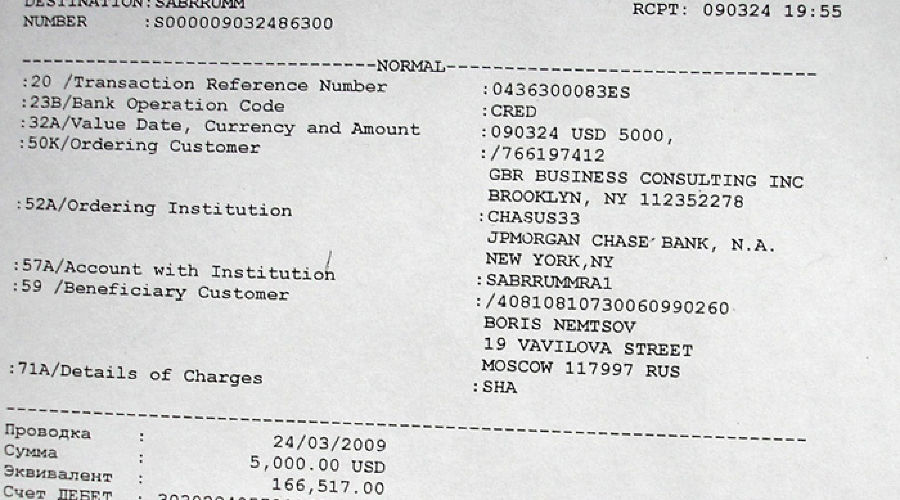 DESTINATION:SABRRUMM
RCPT: 090324 19:55
NUMBER :S000009032486300
---------------------------------NORMAL----------------------------------
:20 /Transaction Reference Number :0436300083ES
:23B/Bank Operation Code :CRED
:32A/Value Date, Currency and Amount :090324 USD 5000,
:50K/Ordering Customer :/766197412
GBR BUSINESS CONSULTING INC
BROOKLYN, NY 112352278
:52A/Ordering Institution :CHASUS33
JPMORGAN CHASE BANK, N.A.
NEW YORK,NY
:57A/Account with Institution :SABRRUMMRA1
:59 /Beneficiary Customer :/40810810730060990260
BORIS NEMTSOV
19 VAVILOVA STREET
MOSCOW 117997 RUS
:71A/Details of Charges :SHA
-------------------------------------------------------------------------
Проводка : 24/03/2009
Сумма : 5,000.00 USD
Эквивалент : 166,517.00
Счет ДЕБЕТ :